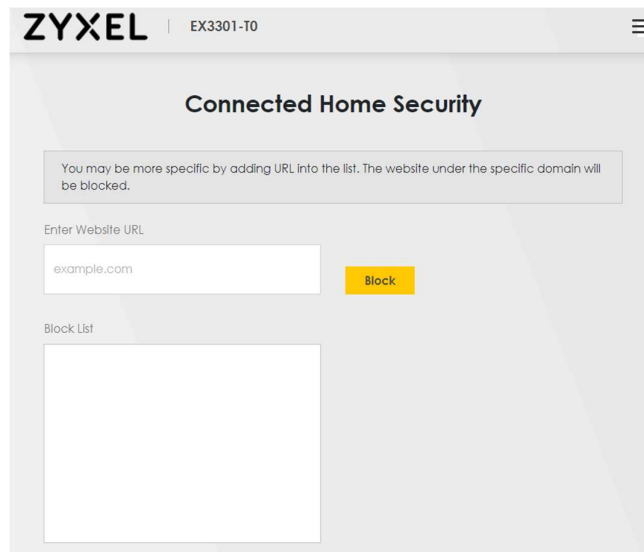 ZYXEL EX3301-T0
Connected Home Security
You may be more specific by adding URL into the list. The website under the specific domain will
be blocked.
Enter Website URL
example.com
Block
Block List